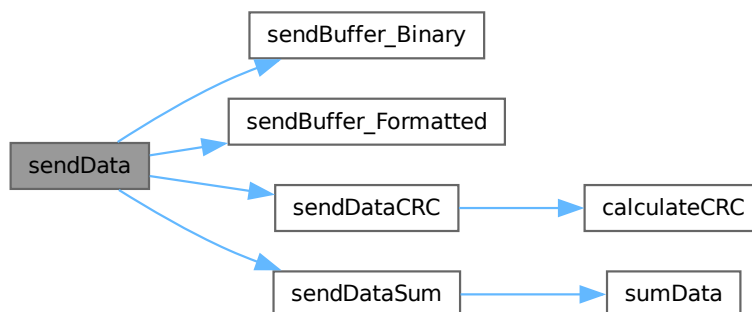 sendBuffer_Binary
sendBuffer_Formatted
sendData
sendDataCRC
calculateCRC
sendDataSum
sumData